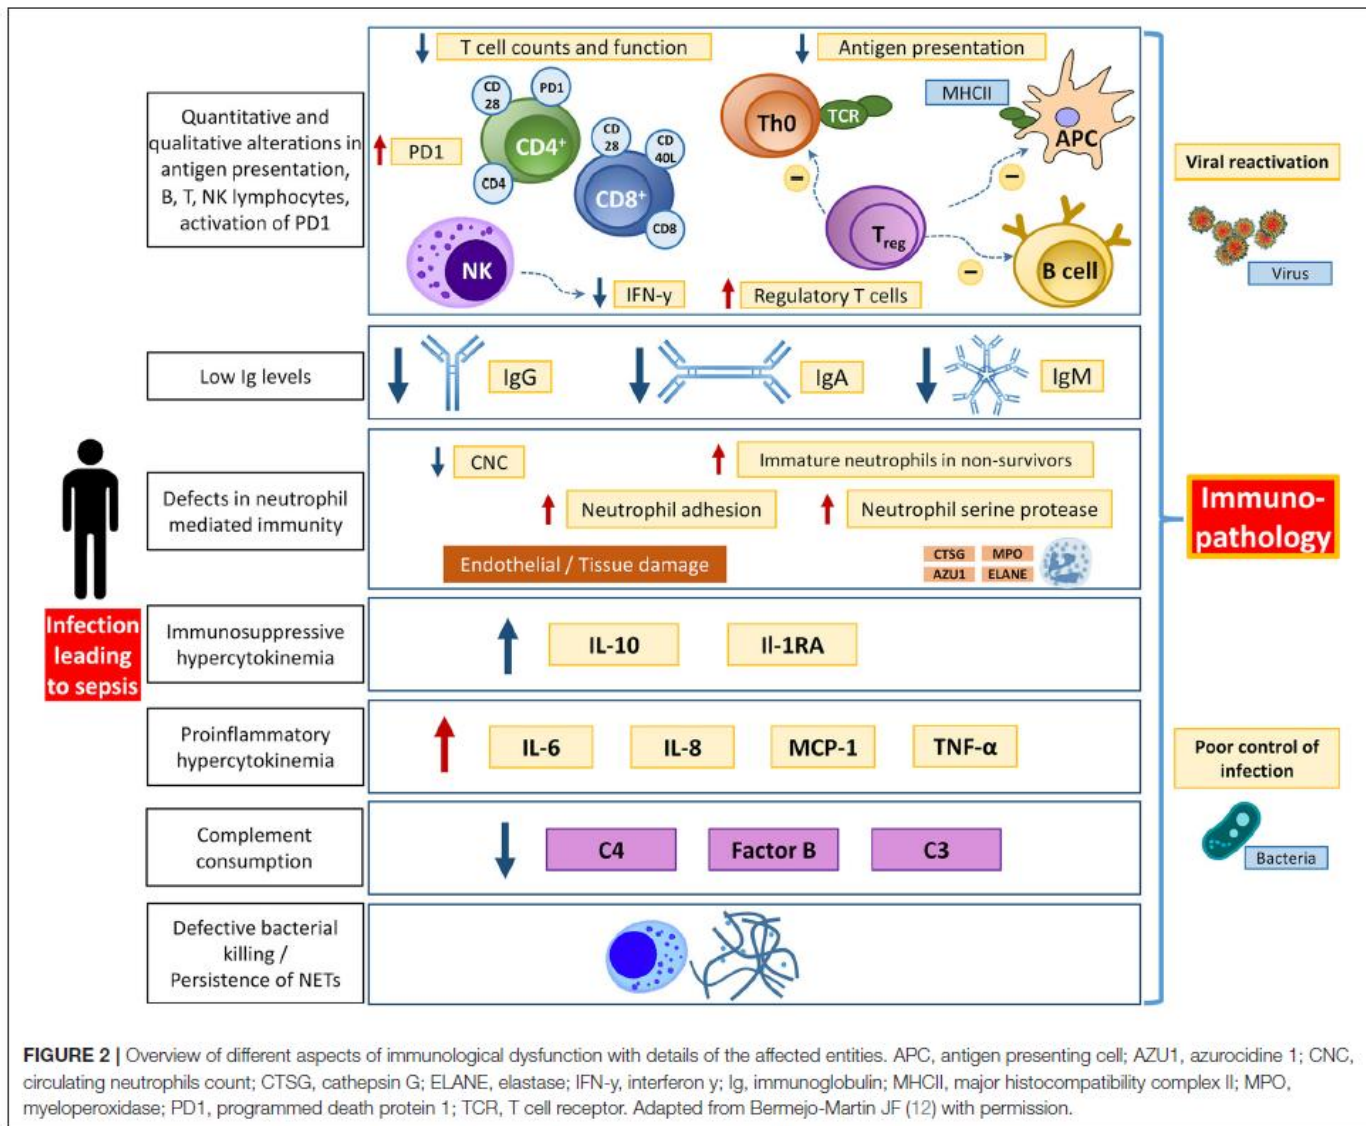 T cell counts and function
Antigen presentation
Quantitative and
qualitative alterations in
antigen presentation,
B, T, NK lymphocytes,
activation of PD1
PD1
CD
28
PD1
CD4+
CD4
CD
28
CD
40L
CD8+
CD8
NK
IFN-y
Th0
TCR
MHCII
APC
−
−
Treg
−
B cell
Regulatory T cells
Viral reactivation
Virus
Low Ig levels
IgG
IgA
IgM
Defects in neutrophil
mediated immunity
CNC
Immature neutrophils in non-survivors
Neutrophil adhesion
Neutrophil serine protease
Endothelial / Tissue damage
CTSG
MPO
AZU1
ELANE
Immuno-
pathology
Infection
leading
to sepsis
Immunosuppressive
hypercytokinemia
IL-10
Il-1RA
Proinflammatory
hypercytokinemia
IL-6
IL-8
MCP-1
TNF-α
Poor control of
infection
Bacteria
Complement
consumption
C4
Factor B
C3
Defective bacterial
killing /
Persistence of NETs
FIGURE 2 | Overview of different aspects of immunological dysfunction with details of the affected entities. APC, antigen presenting cell; AZU1, azurocidine 1; CNC,
circulating neutrophils count; CTSG, cathepsin G; ELANE, elastase; IFN-y, interferon y; Ig, immunoglobulin; MHCII, major histocompatibility complex II; MPO,
myeloperoxidase; PD1, programmed death protein 1; TCR, T cell receptor. Adapted from Bermejo-Martin JF (12) with permission.